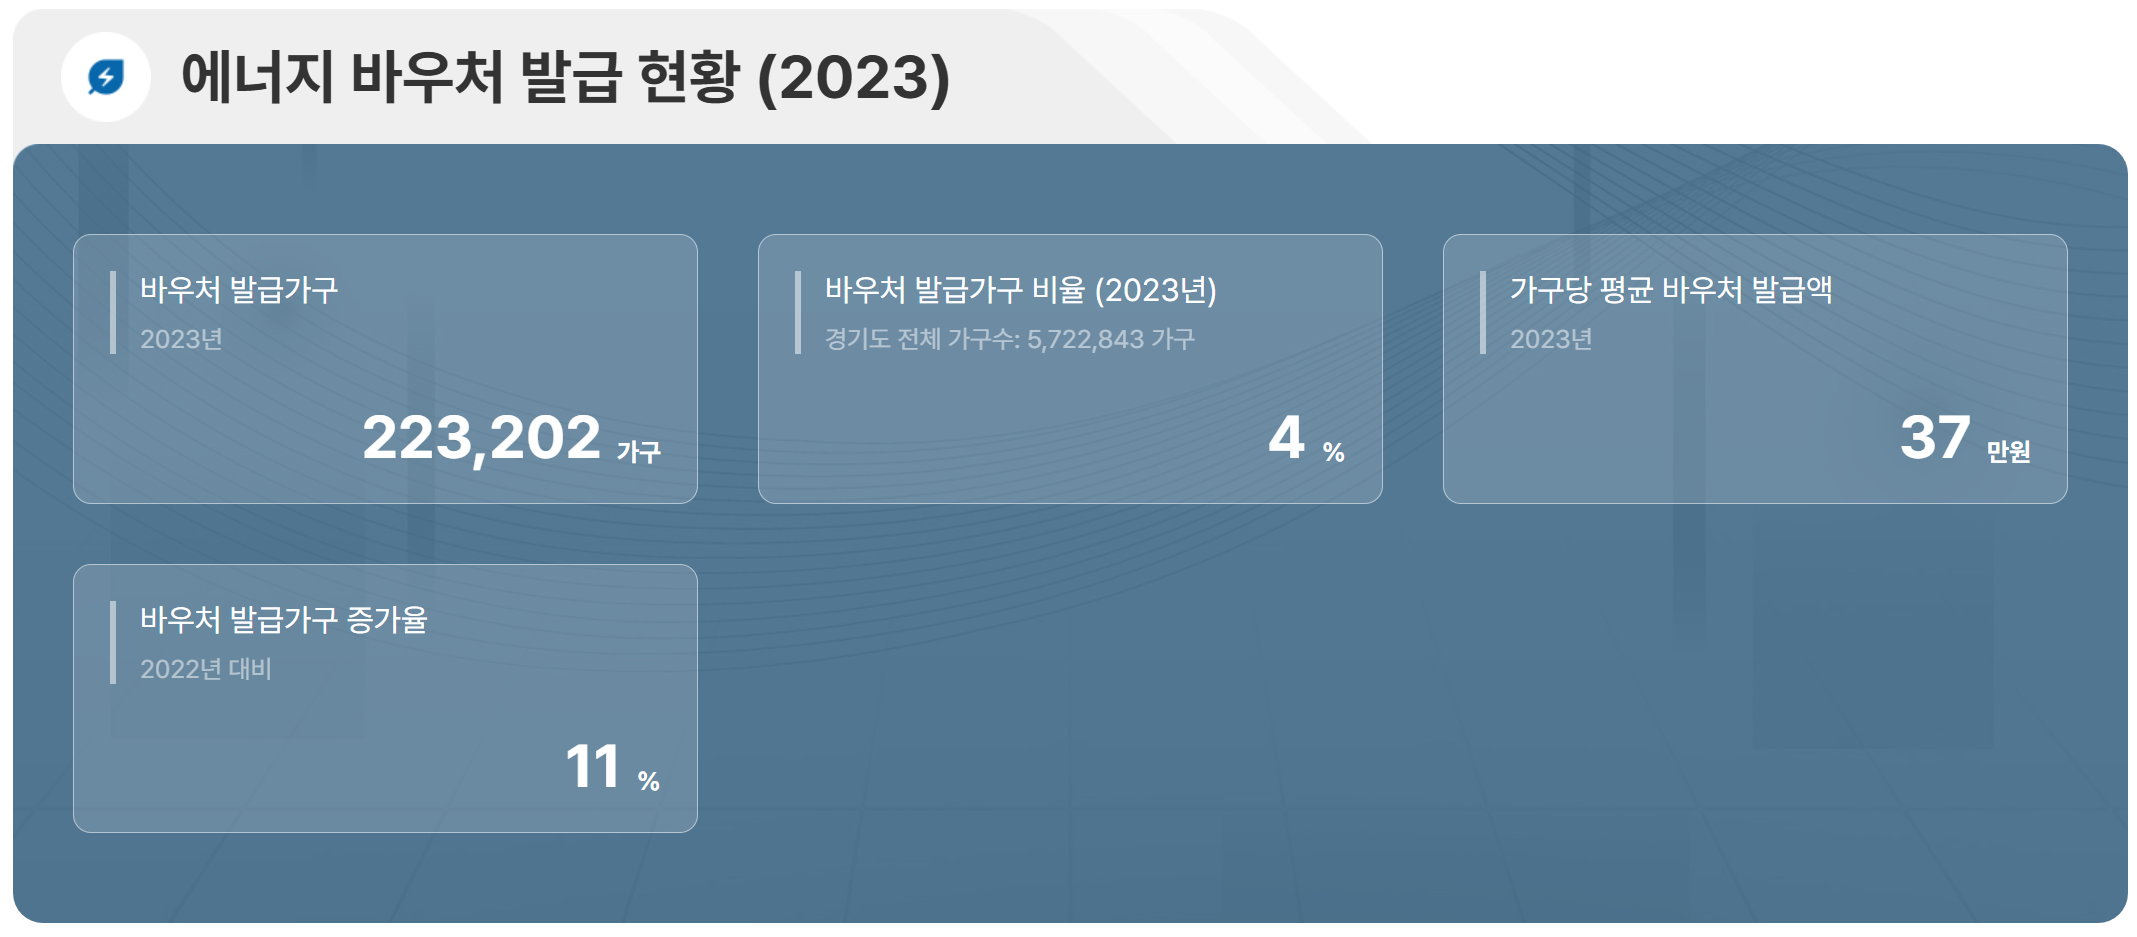 에너지 바우처 발급 현황 (2023)
바우처 발급가구
2023년
223,202 가구
바우처 발급가구 비율 (2023년)
경기도 전체 가구수: 5,722,843 가구
4 %
가구당 평균 바우처 발급액
2023년
37 만원
바우처 발급가구 증가율
2022년 대비
11 %